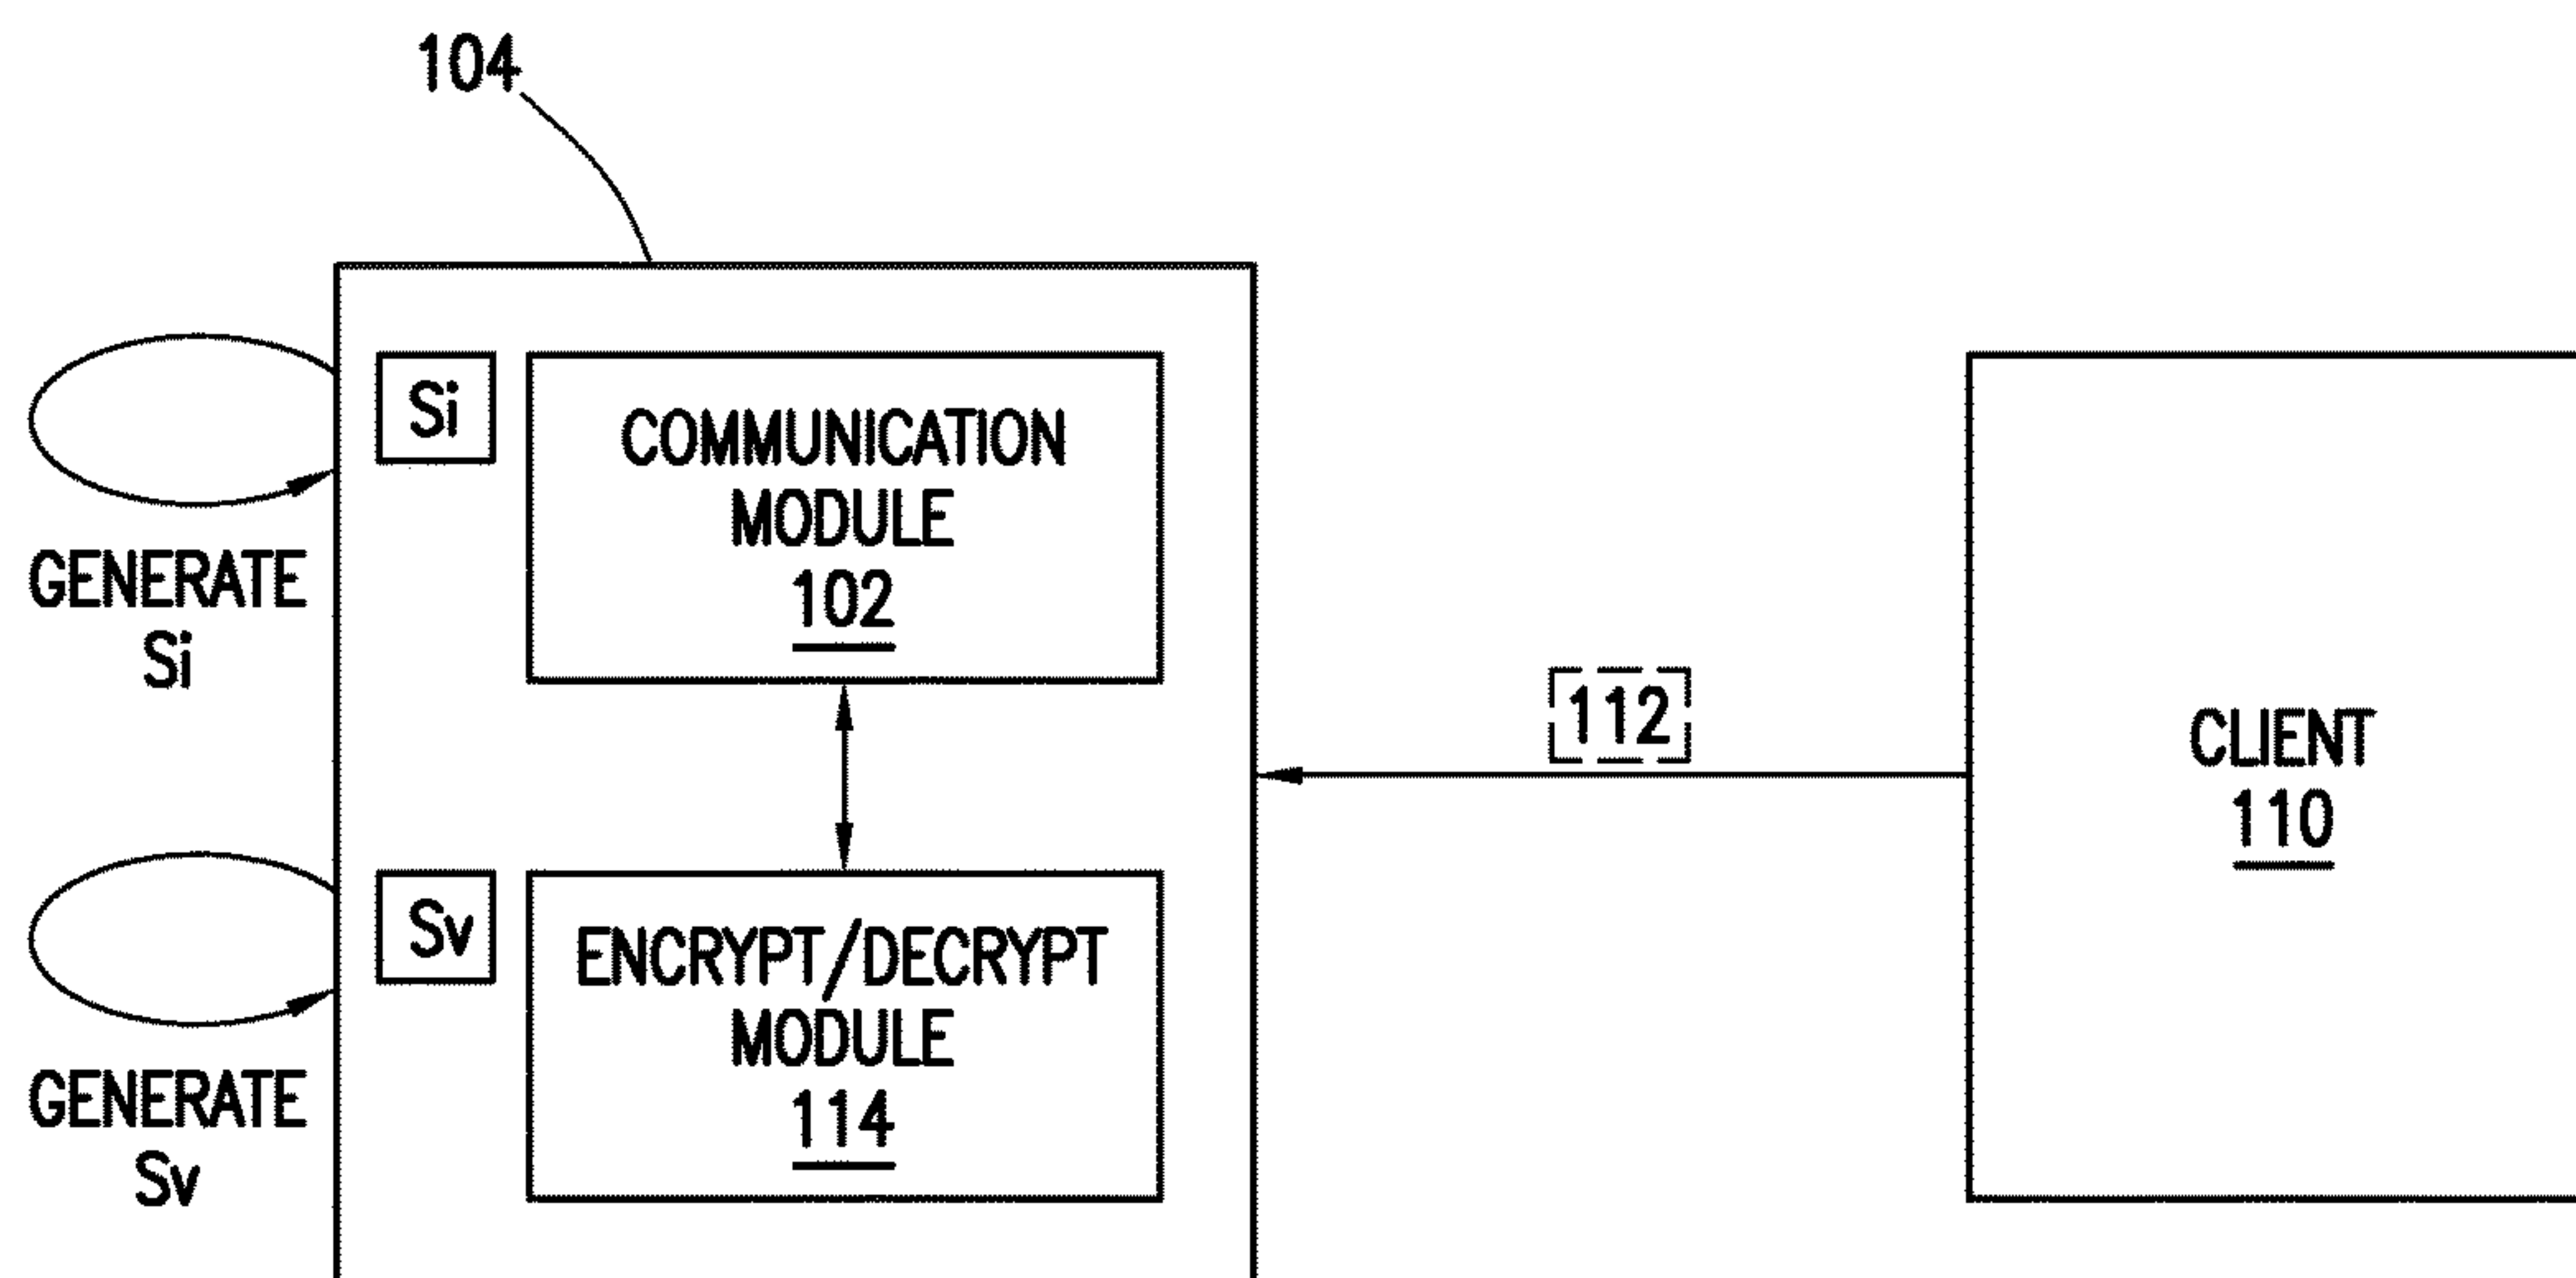 104
Si
COMMUNICATION
MODULE
102
GENERATE
Si
112
CLIENT
110
Sv
ENCRYPT/DECRYPT
MODULE
114
GENERATE
Sv